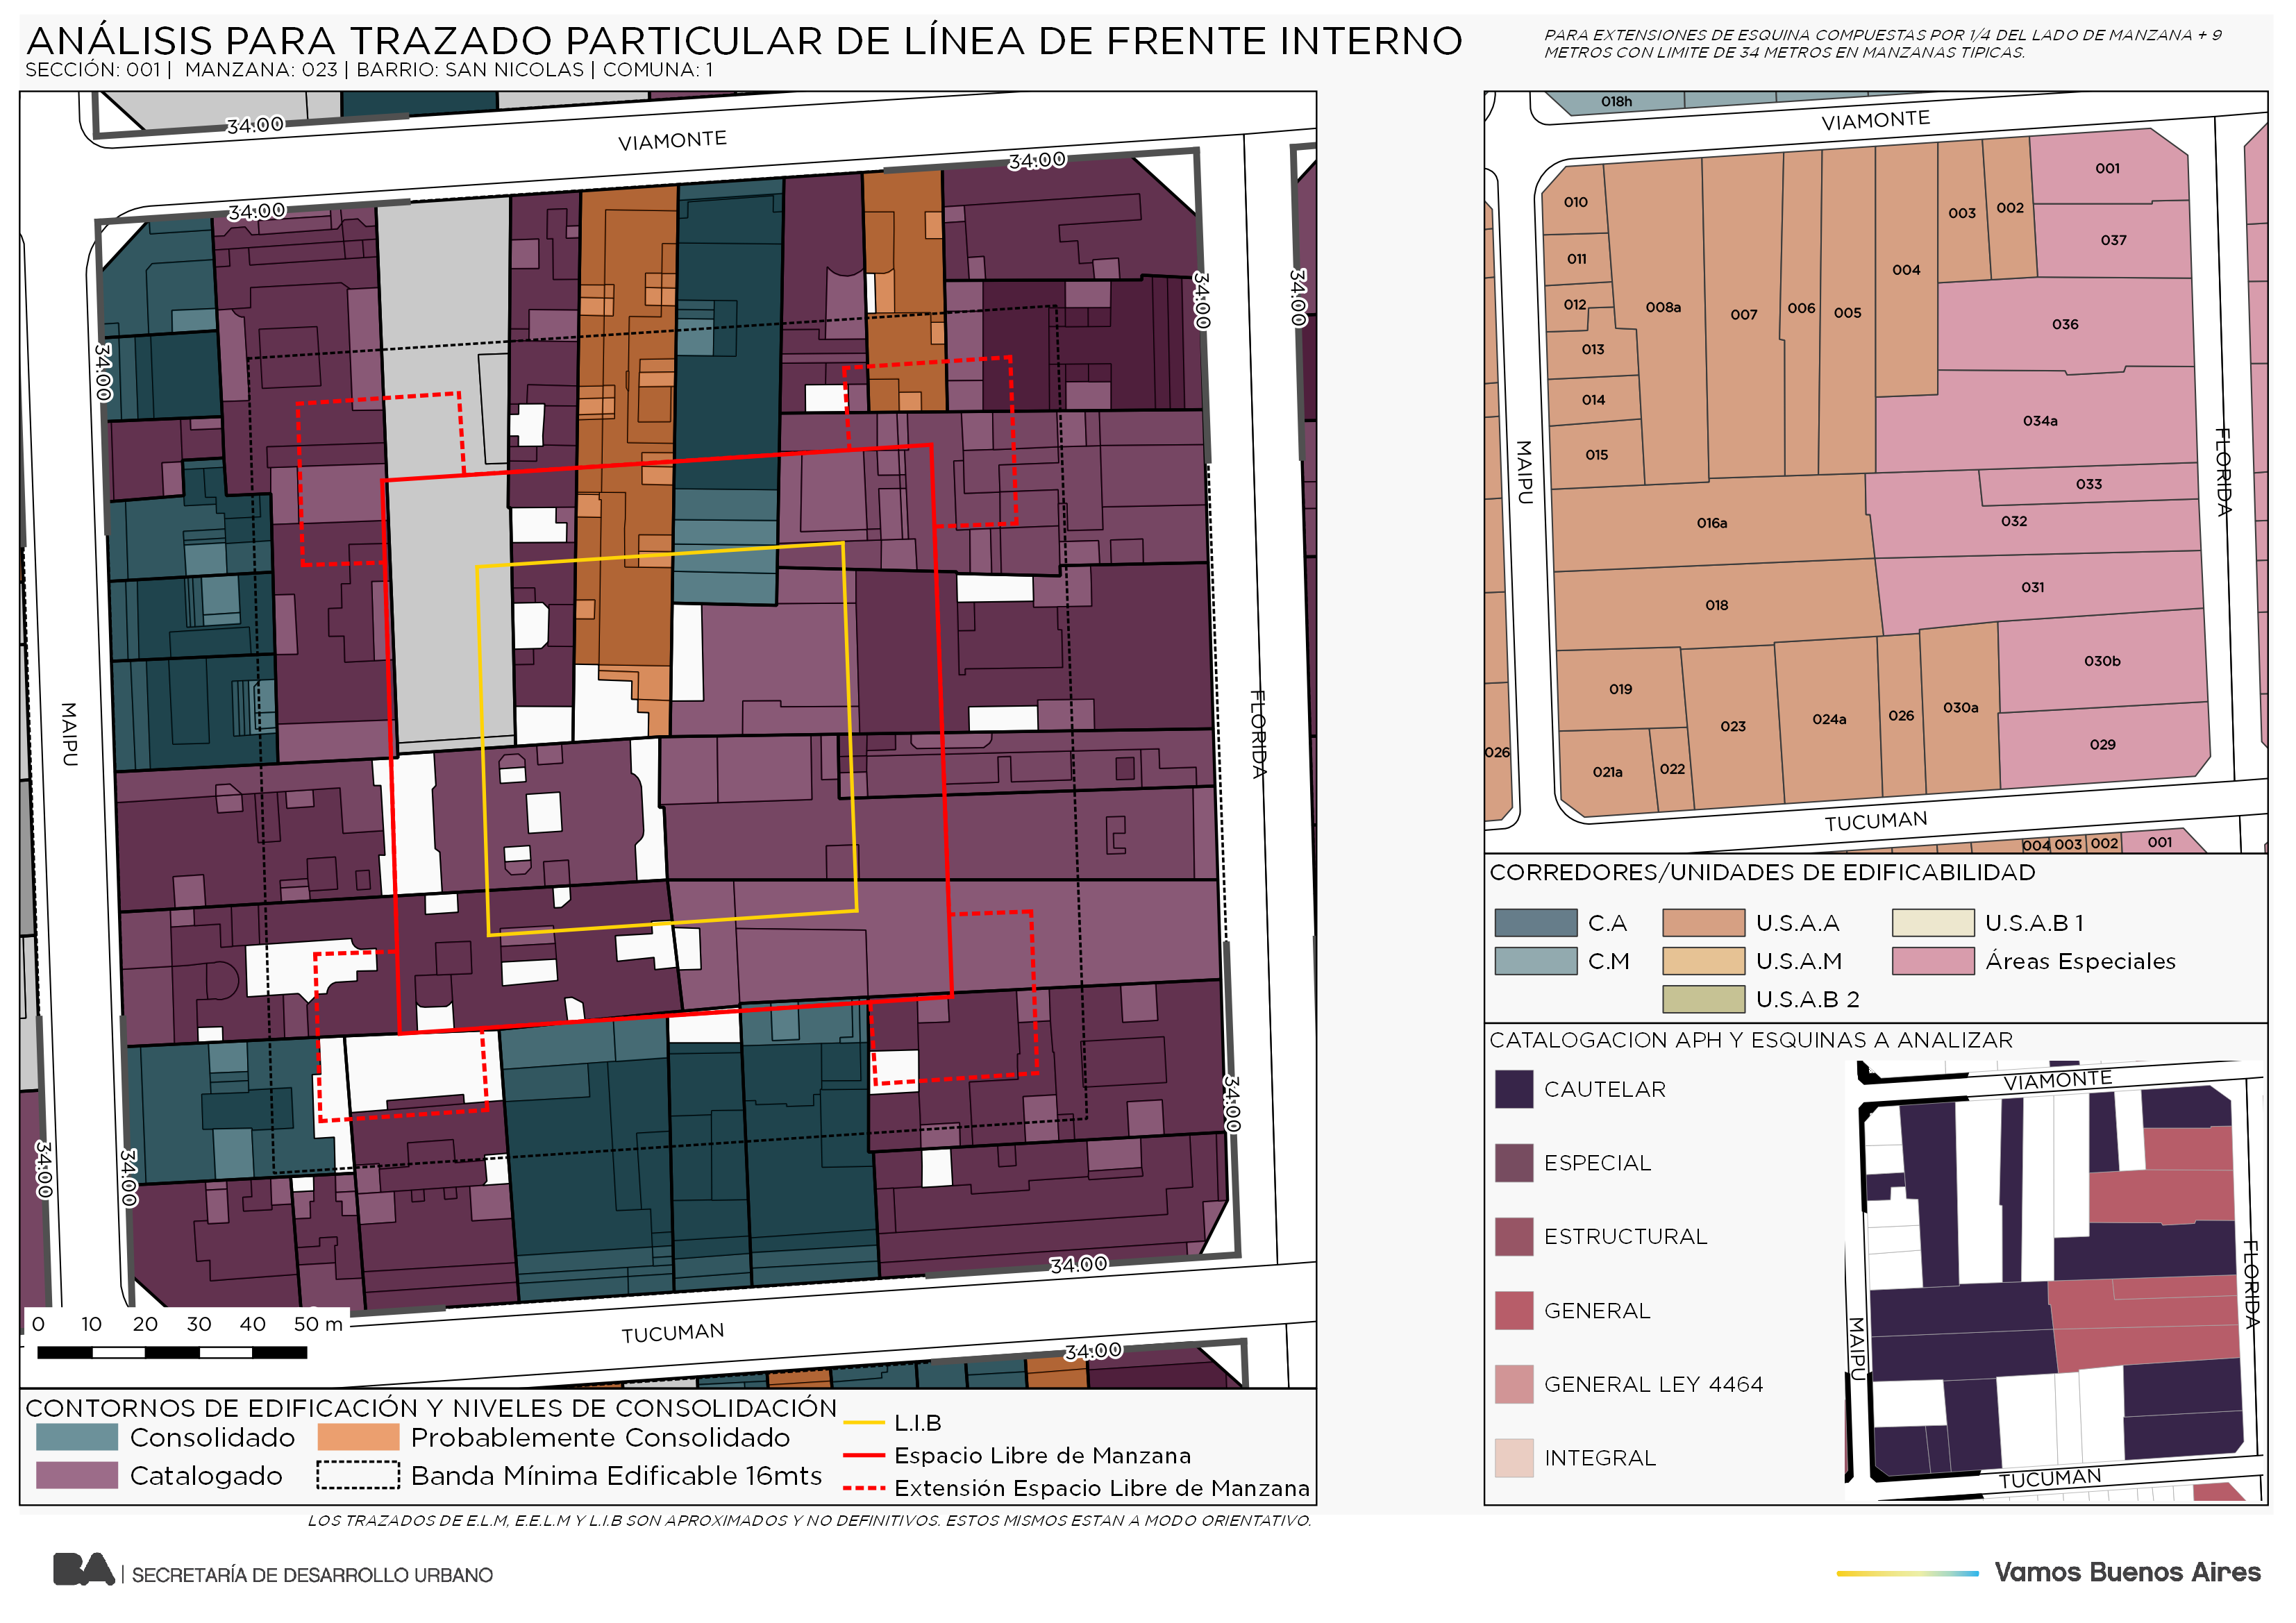 ANÁLISIS PARA TRAZADO PARTICULAR DE LÍNEA DE FRENTE INTERNO
SECCIÓN: 001 | MANZANA: 023 | BARRIO: SAN NICOLAS | COMUNA: 1
PARA EXTENSIONES DE ESQUINA COMPUESTAS POR 1/4 DEL LADO DE MANZANA + 9
METROS CON LIMITE DE 34 METROS EN MANZANAS TIPICAS.
34.00
VIAMONTE
34.00
34.00
34.00
34.00
34.00
MAIPU
FLORIDA
34.00
34.00
34.00
34.00
TUCUMAN
34.00
0 10 20 30 40 50 m
CONTORNOS DE EDIFICACIÓN Y NIVELES DE CONSOLIDACIÓN
Consolidado
Probablemente Consolidado
Catalogado
Banda Mínima Edificable 16mts
L.I.B
Espacio Libre de Manzana
Extensión Espacio Libre de Manzana
018h
VIAMONTE
001
010
003
002
037
011
004
012
008a
007
006
005
036
013
014
034a
015
MAIPU
FLORIDA
033
016a
032
031
018
030b
019
023
024a
026
030a
029
026
021a
022
TUCUMAN
004
003
002
001
CORREDORES/UNIDADES DE EDIFICABILIDAD
C.A
U.S.A.A
U.S.A.B 1
C.M
U.S.A.M
Áreas Especiales
U.S.A.B 2
CATALOGACION APH Y ESQUINAS A ANALIZAR
CAUTELAR
ESPECIAL
ESTRUCTURAL
GENERAL
GENERAL LEY 4464
INTEGRAL
VIAMONTE
FLORIDA
MAIPU
TUCUMAN
LOS TRAZADOS DE E.L.M, E.E.L.M Y L.I.B SON APROXIMADOS Y NO DEFINITIVOS. ESTOS MISMOS ESTAN A MODO ORIENTATIVO.
BA | SECRETARÍA DE DESARROLLO URBANO
Vamos Buenos Aires